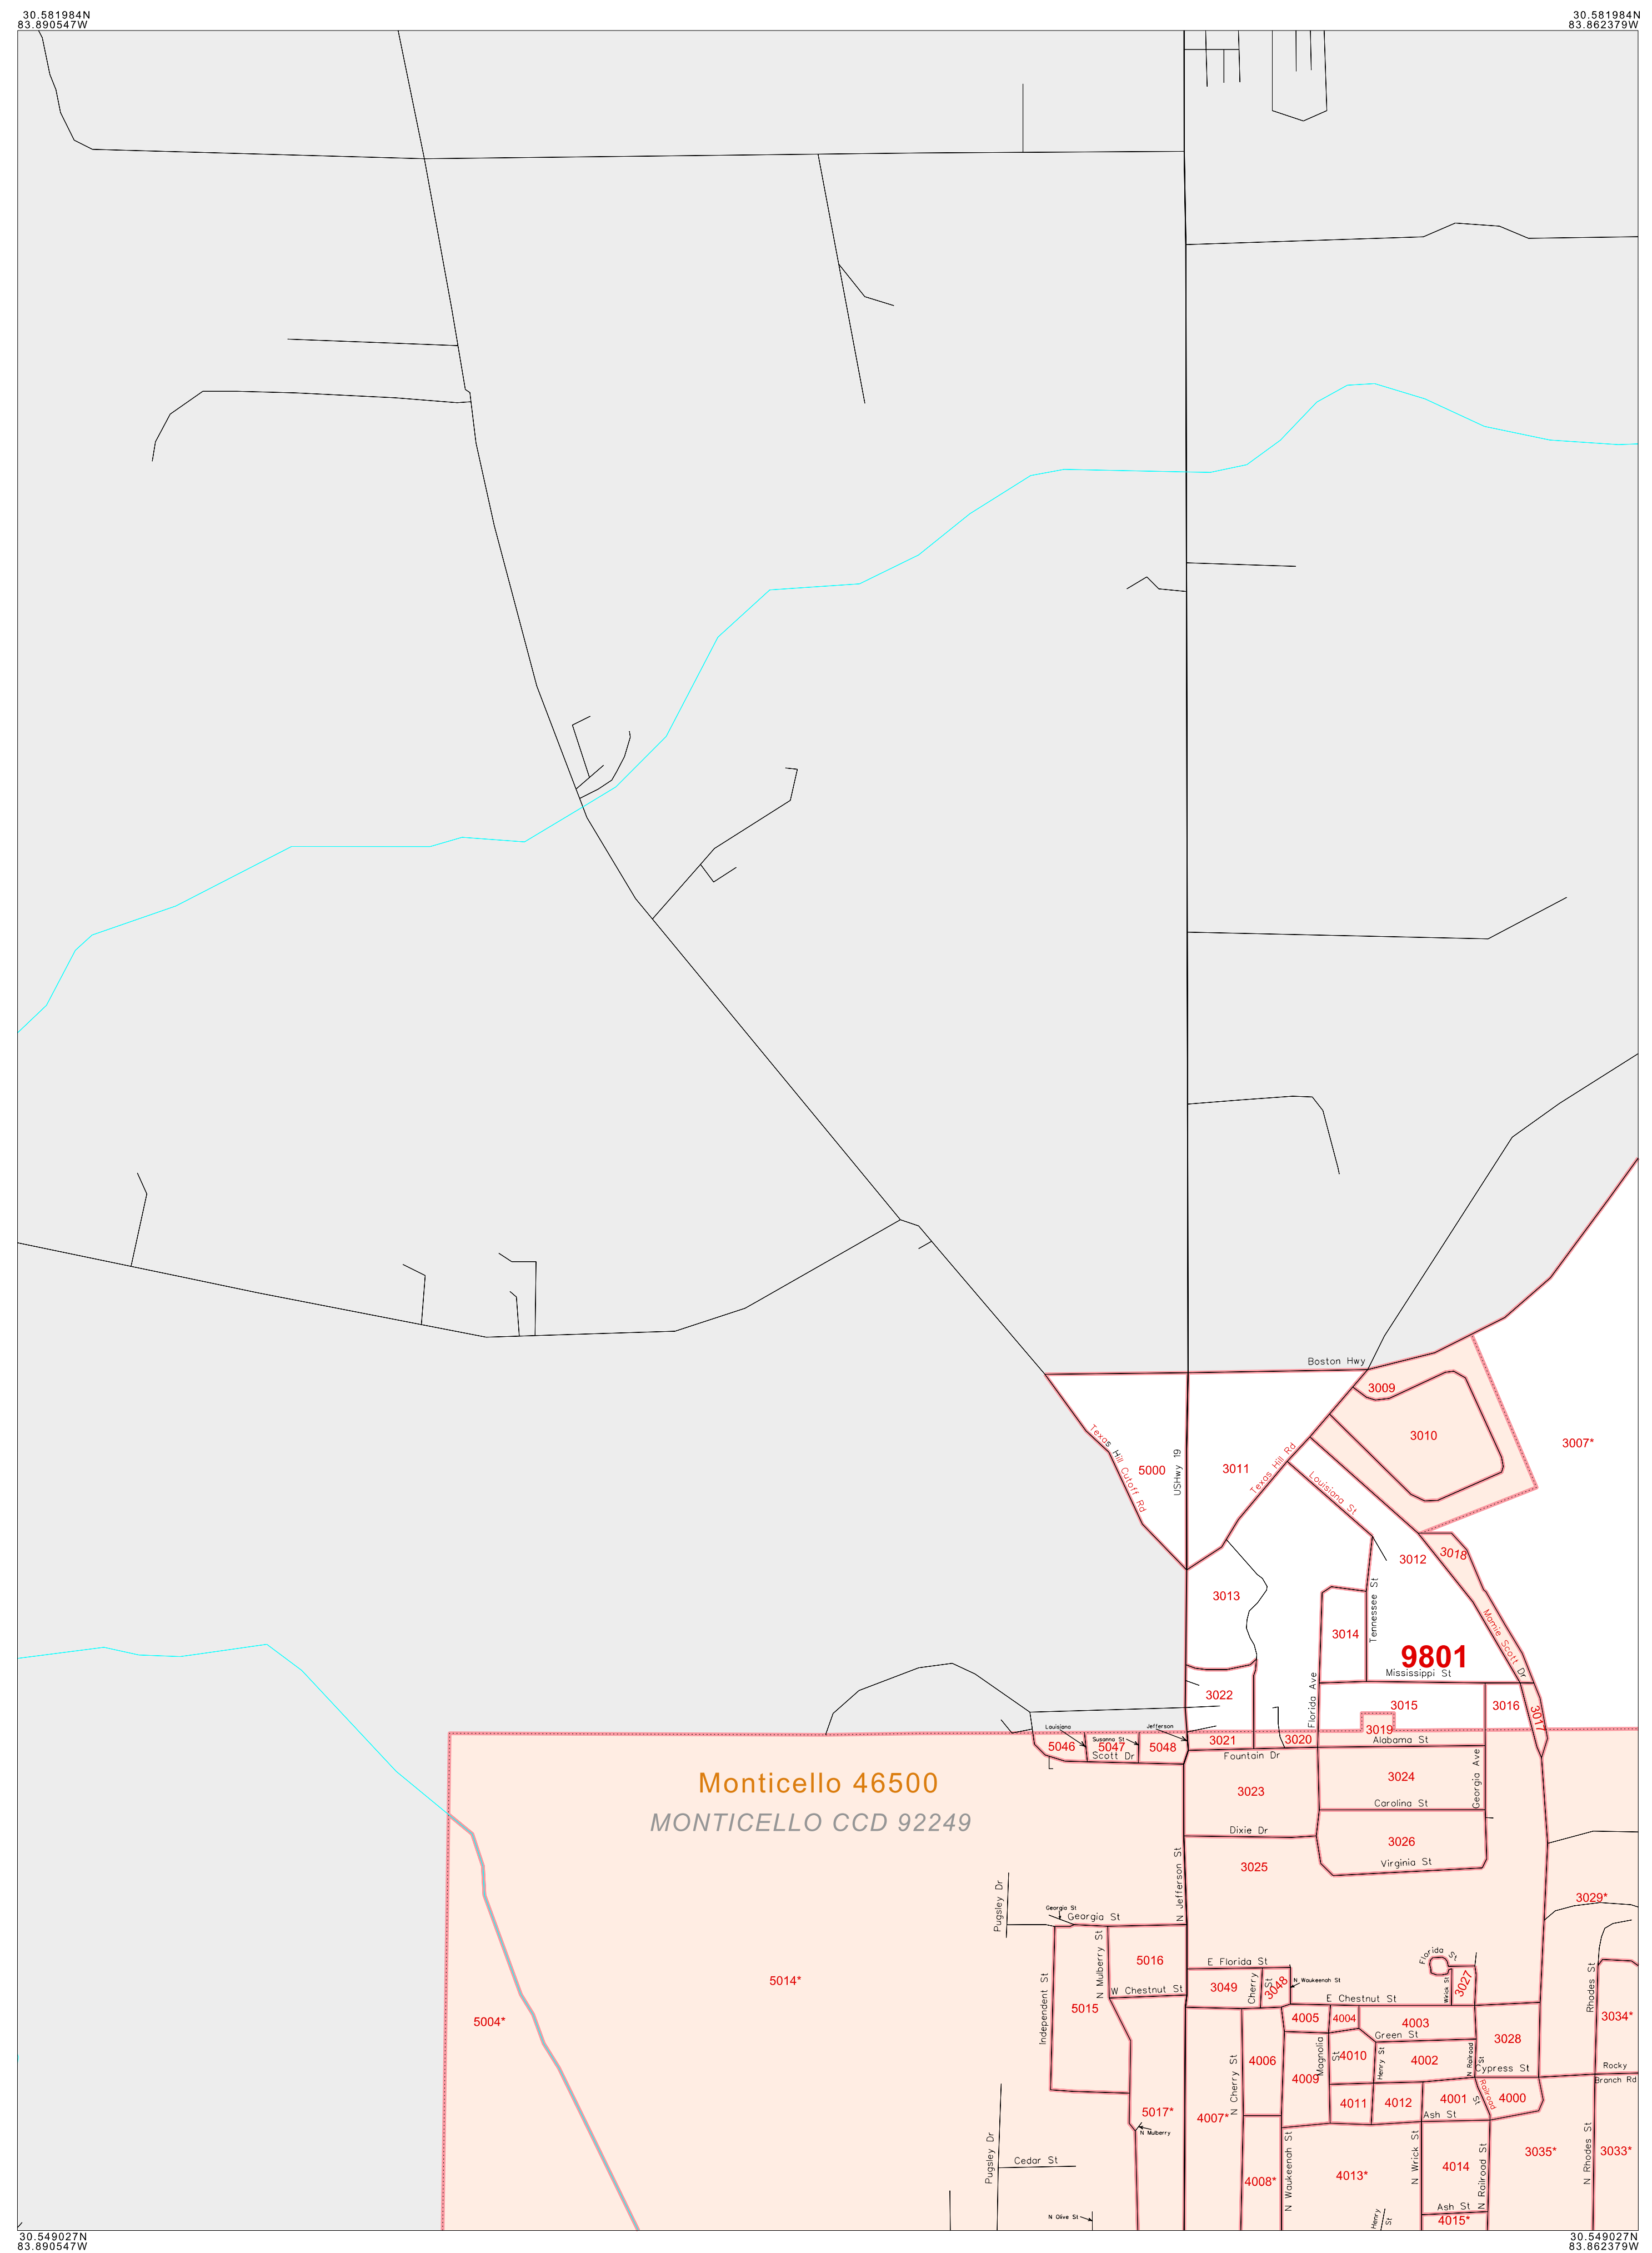 30.581984N
83.890547W
30.581984N
83.862379W
Boston Hwy
3009
3010
3007*
Texas Hill Cutoff Rd
5000
USHwy 19
3011
Texas Hill Rd
Louisiana St
3012
3018
3013
3014
Tennessee St
Mamie Scott Dr
9801
Mississippi St
3022
Florida Ave
3015
3016
3017
Louisiana
Jefferson
3019
5046
Susanna St
5047
5048
3021
3020
Alabama St
Scott Dr
Fountain Dr
Monticello 46500
MONTICELLO CCD 92249
3023
3024
Georgia Ave
Carolina St
Dixie Dr
3026
Virginia St
3025
N Jefferson St
Pugsley Dr
Georgia St
Georgia St
3029*
5014*
5004*
N Mulberry St
5016
E Florida St
Florida St
3049
Cherry St
3048
N Waukeenah St
Wirick St
3027
Independent St
5015
W Chestnut St
E Chestnut St
Rhodes St
3034*
4005
4004
4003
Green St
3028
Magnolia St
4010
Henry St
4002
N Railroad St
Cypress St
Rocky
Branch Rd
4006
4009
N Cherry St
4011
4012
4001
Railroad St
4000
5017*
4007*
Ash St
N Mulberry
Pugsley Dr
Cedar St
4008*
N Waukeenah St
4013*
N Wrick St
4014
N Railroad St
3035*
N Rhodes St
3033*
N Olive St
Henry St
Ash St
4015*
30.549027N
83.890547W
30.549027N
83.862379W